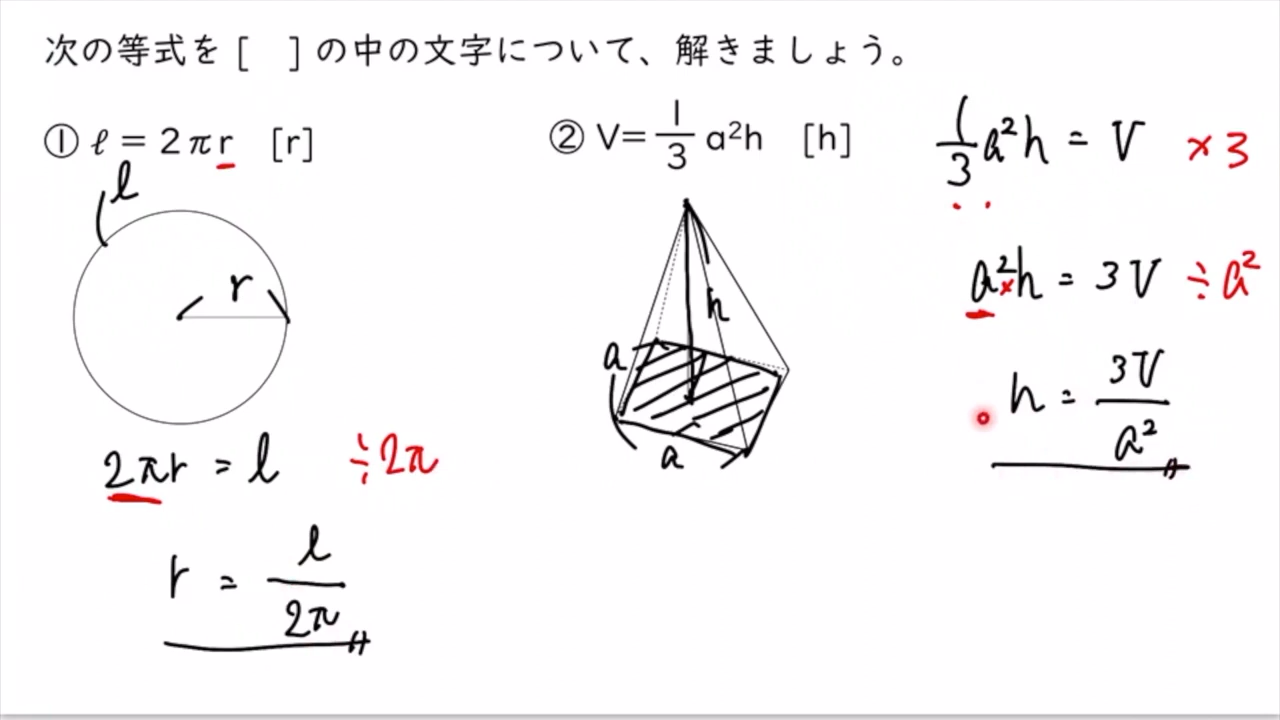 次の等式を [　] の中の文字について、解きましょう。
① ℓ = 2πr [r]
ℓ
r
2πr = ℓ ÷2π
r = ℓ/2π
② V= 1/3 a²h [h]
h
a
a
1/3 a²h = V ×3
a²×h = 3V ÷a²
h = 3V/a²